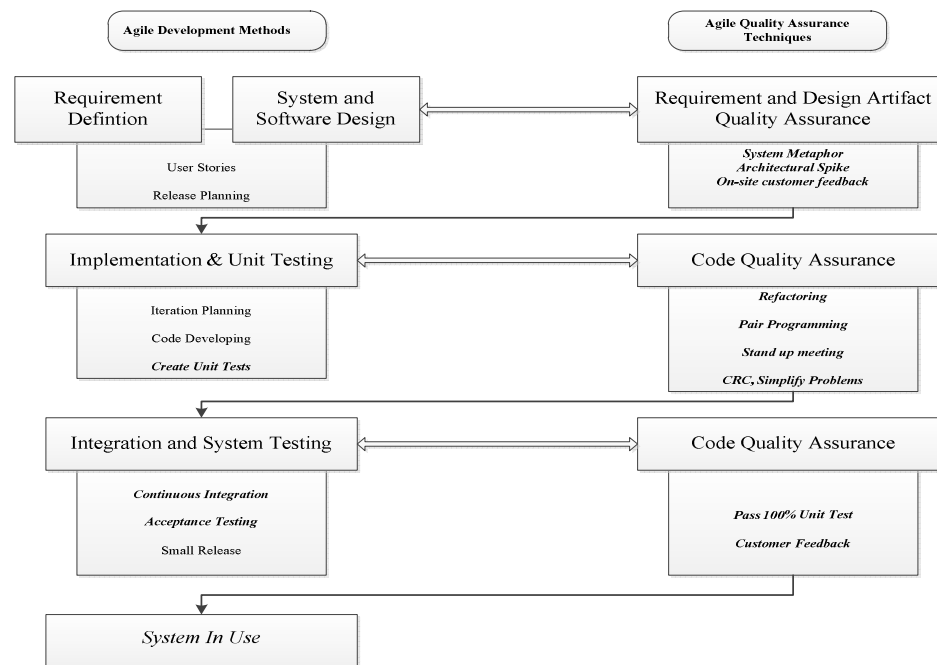 Agile Development Methods
Agile Quality Assurance
Techniques
Requirement
Defintion
System and
Software Design
Requirement and Design Artifact
Quality Assurance
User Stories
Release Planning
System Metaphor
Architectural Spike
On-site customer feedback
Implementation & Unit Testing
Code Quality Assurance
Iteration Planning
Code Developing
Create Unit Tests
Refactoring
Pair Programming
Stand up meeting
CRC, Simplify Problems
Integration and System Testing
Code Quality Assurance
Continuous Integration
Acceptance Testing
Small Release
Pass 100% Unit Test
Customer Feedback
System In Use